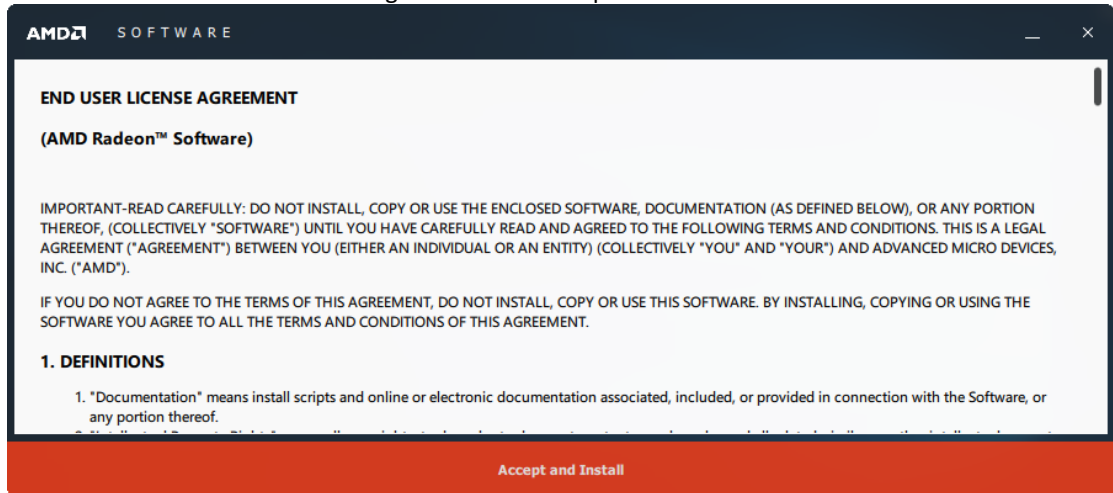 AMD SOFTWARE
END USER LICENSE AGREEMENT
(AMD Radeon™ Software)
IMPORTANT-READ CAREFULLY: DO NOT INSTALL, COPY OR USE THE ENCLOSED SOFTWARE, DOCUMENTATION (AS DEFINED BELOW), OR ANY PORTION
THEREOF, (COLLECTIVELY "SOFTWARE") UNTIL YOU HAVE CAREFULLY READ AND AGREED TO THE FOLLOWING TERMS AND CONDITIONS. THIS IS A LEGAL
AGREEMENT ("AGREEMENT") BETWEEN YOU (EITHER AN INDIVIDUAL OR AN ENTITY) (COLLECTIVELY "YOU" AND "YOUR") AND ADVANCED MICRO DEVICES,
INC. ("AMD").
IF YOU DO NOT AGREE TO THE TERMS OF THIS AGREEMENT, DO NOT INSTALL, COPY OR USE THIS SOFTWARE. BY INSTALLING, COPYING OR USING THE
SOFTWARE YOU AGREE TO ALL THE TERMS AND CONDITIONS OF THIS AGREEMENT.
1. DEFINITIONS
1. "Documentation" means install scripts and online or electronic documentation associated, included, or provided in connection with the Software, or
any portion thereof.
Accept and Install